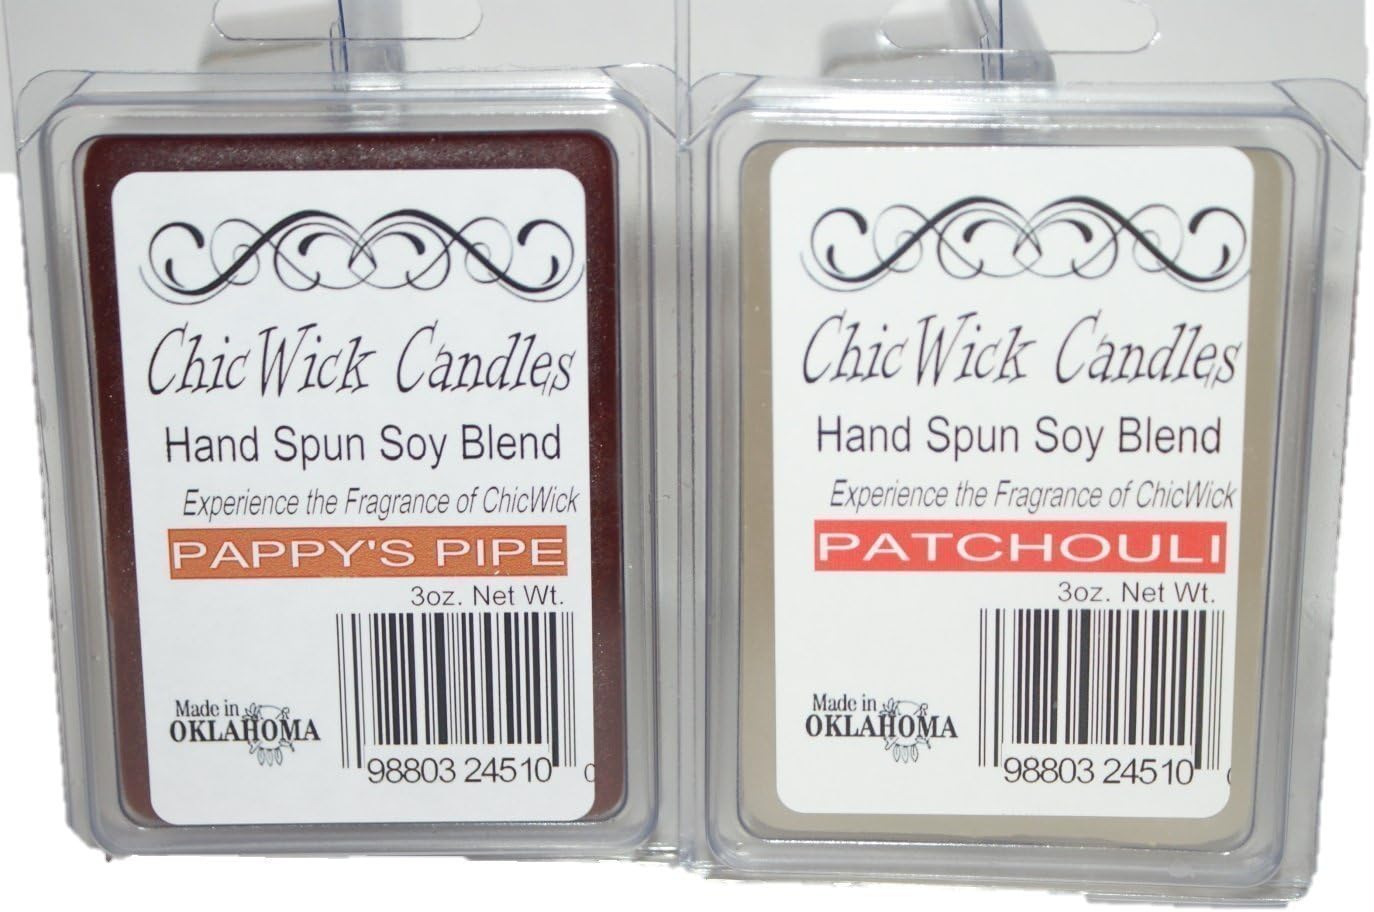 ChicWick Candles
Hand Spun Soy Blend
Experience the Fragrance of ChicWick
PAPPY'S PIPE
3oz. Net Wt.
Made in
OKLAHOMA
98803 24510 0
ChicWick Candles
Hand Spun Soy Blend
Experience the Fragrance of ChicWick
PATCHOULI
3oz. Net Wt.
Made in
OKLAHOMA
98803 24510